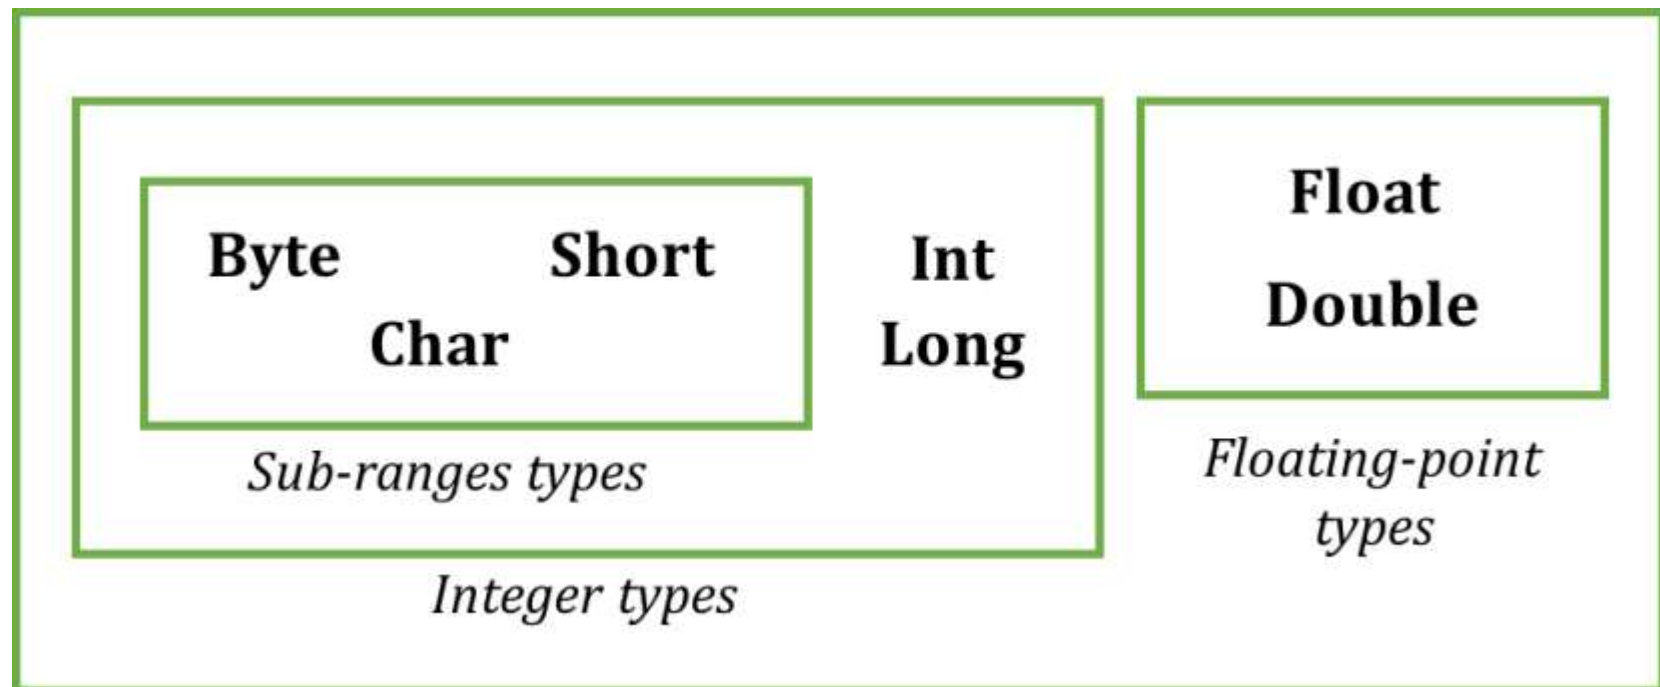 Byte Short
Char
Int
Long
Sub-ranges types
Integer types
Float
Double
Floating-point
types